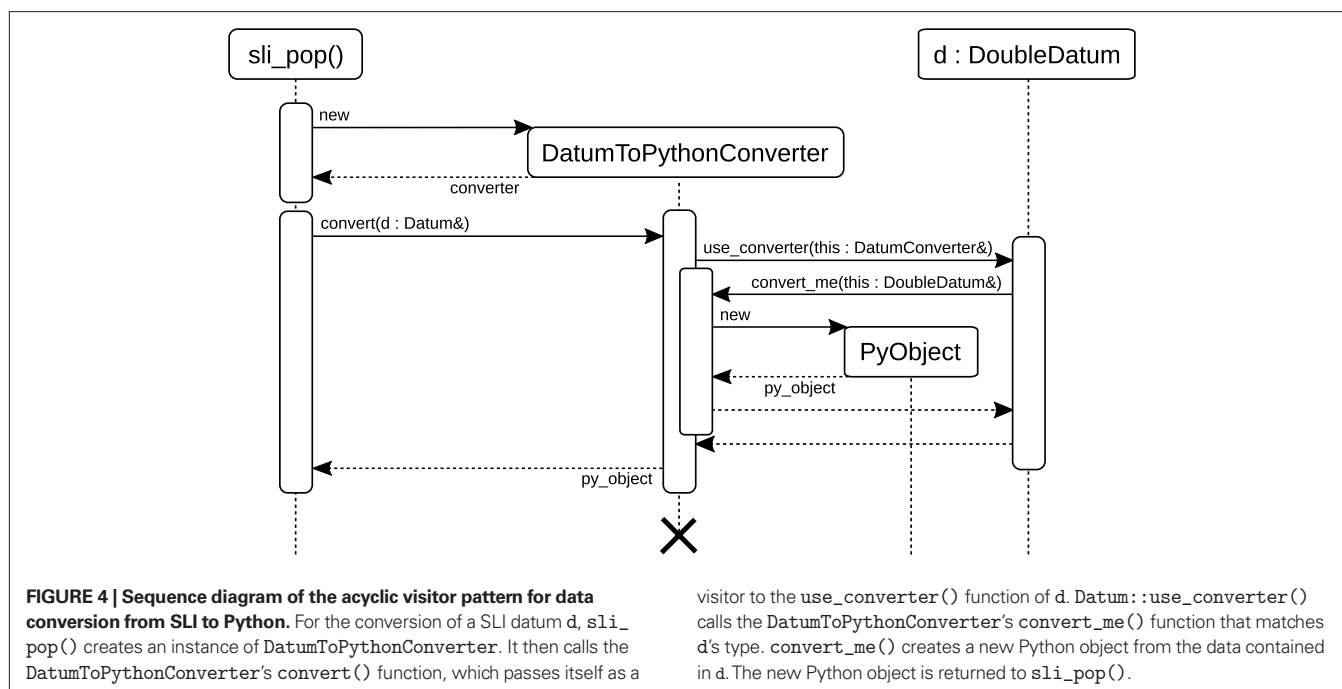 sli_pop()
d : DoubleDatum
new
DatumToPythonConverter
converter
convert(d : Datum&)
use_converter(this : DatumConverter&)
convert_me(this : DoubleDatum&)
new
PyObject
py_object
py_object
FIGURE 4 | Sequence diagram of the acyclic visitor pattern for data
conversion from SLI to Python. For the conversion of a SLI datum d, sli_
pop() creates an instance of DatumToPythonConverter. It then calls the
DatumToPythonConverter's convert() function, which passes itself as a
visitor to the use_converter() function of d. Datum::use_converter()
calls the DatumToPythonConverter's convert_me() function that matches
d's type. convert_me() creates a new Python object from the data contained
in d. The new Python object is returned to sli_pop().